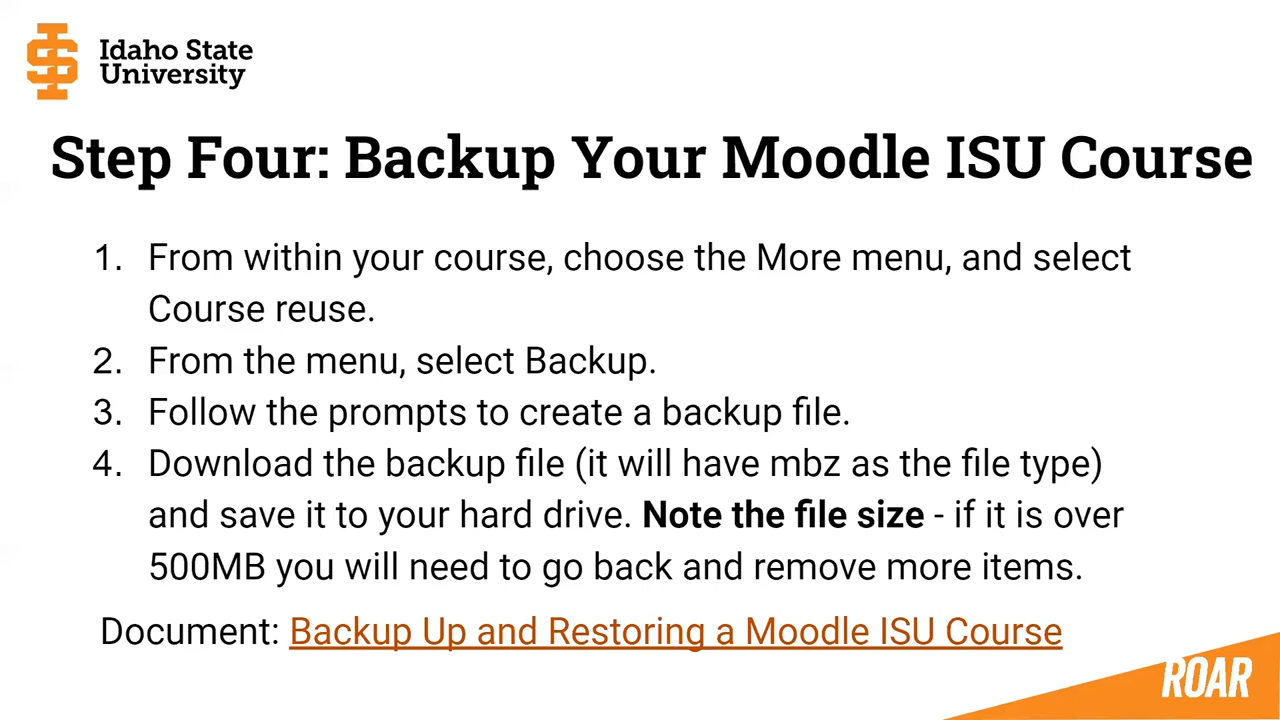 Idaho State
University
Step Four: Backup Your Moodle ISU Course
1. From within your course, choose the More menu, and select
Course reuse.
2. From the menu, select Backup.
3. Follow the prompts to create a backup file.
4. Download the backup file (it will have mbz as the file type)
and save it to your hard drive. Note the file size - if it is over
500MB you will need to go back and remove more items.
Document: Backup Up and Restoring a Moodle ISU Course
ROAR